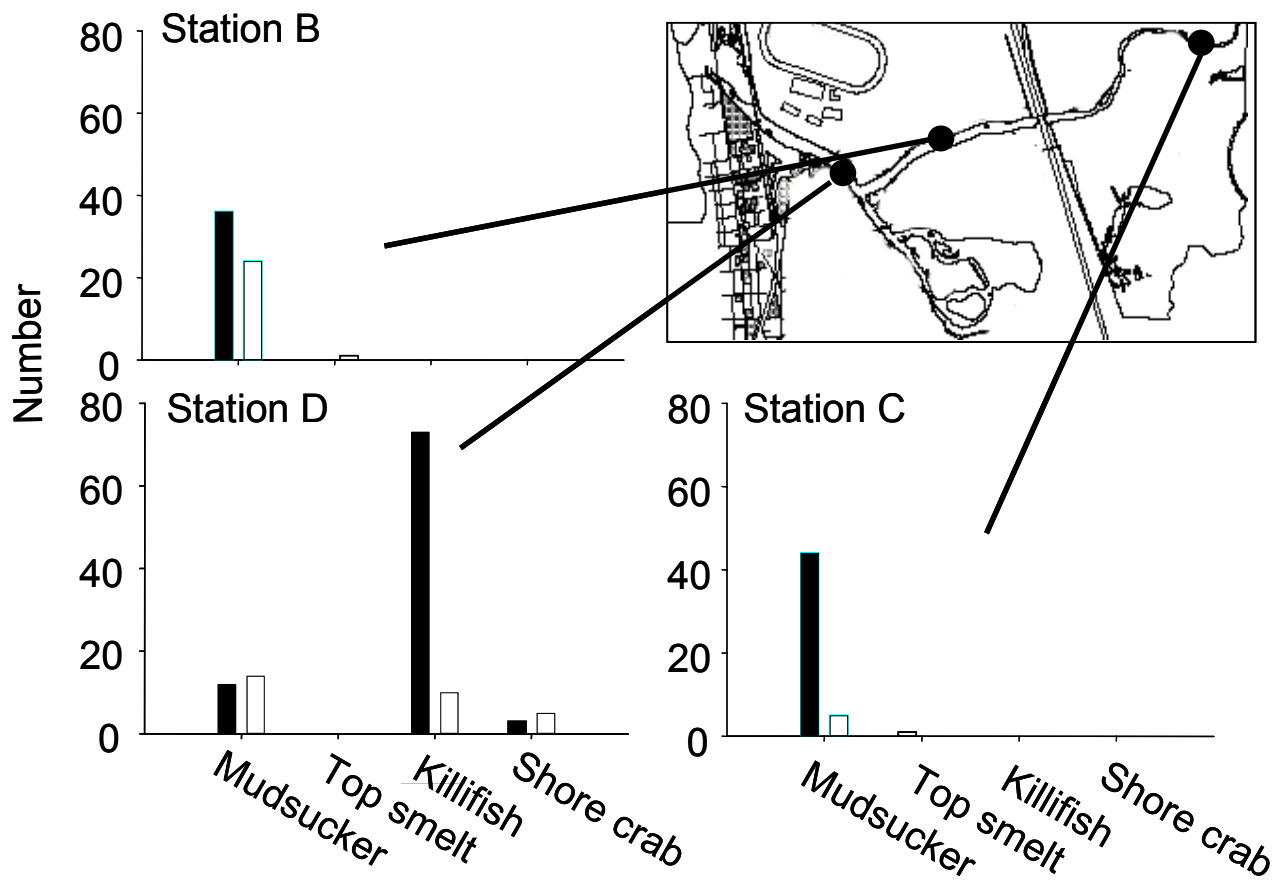 Station B
80
60
40
20
0
Number
Station D
80
60
40
20
0
Mudsucker
Top smelt
Killifish
Shore crab
Station C
80
60
40
20
0
Mudsucker
Top smelt
Killifish
Shore crab